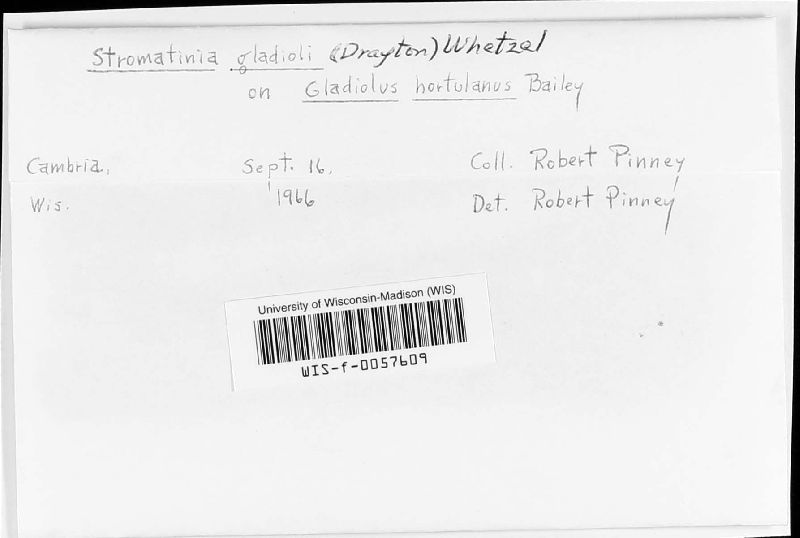 Stromatinia gladioli (Drayton) Whetzel
on Gladiolus hortulanus Bailey
Cambria, Sept. 16, Coll. Robert Pinney
Wis. 1966 Det. Robert Pinney
University of Wisconsin-Madison (WIS)
WIS-f-0057609